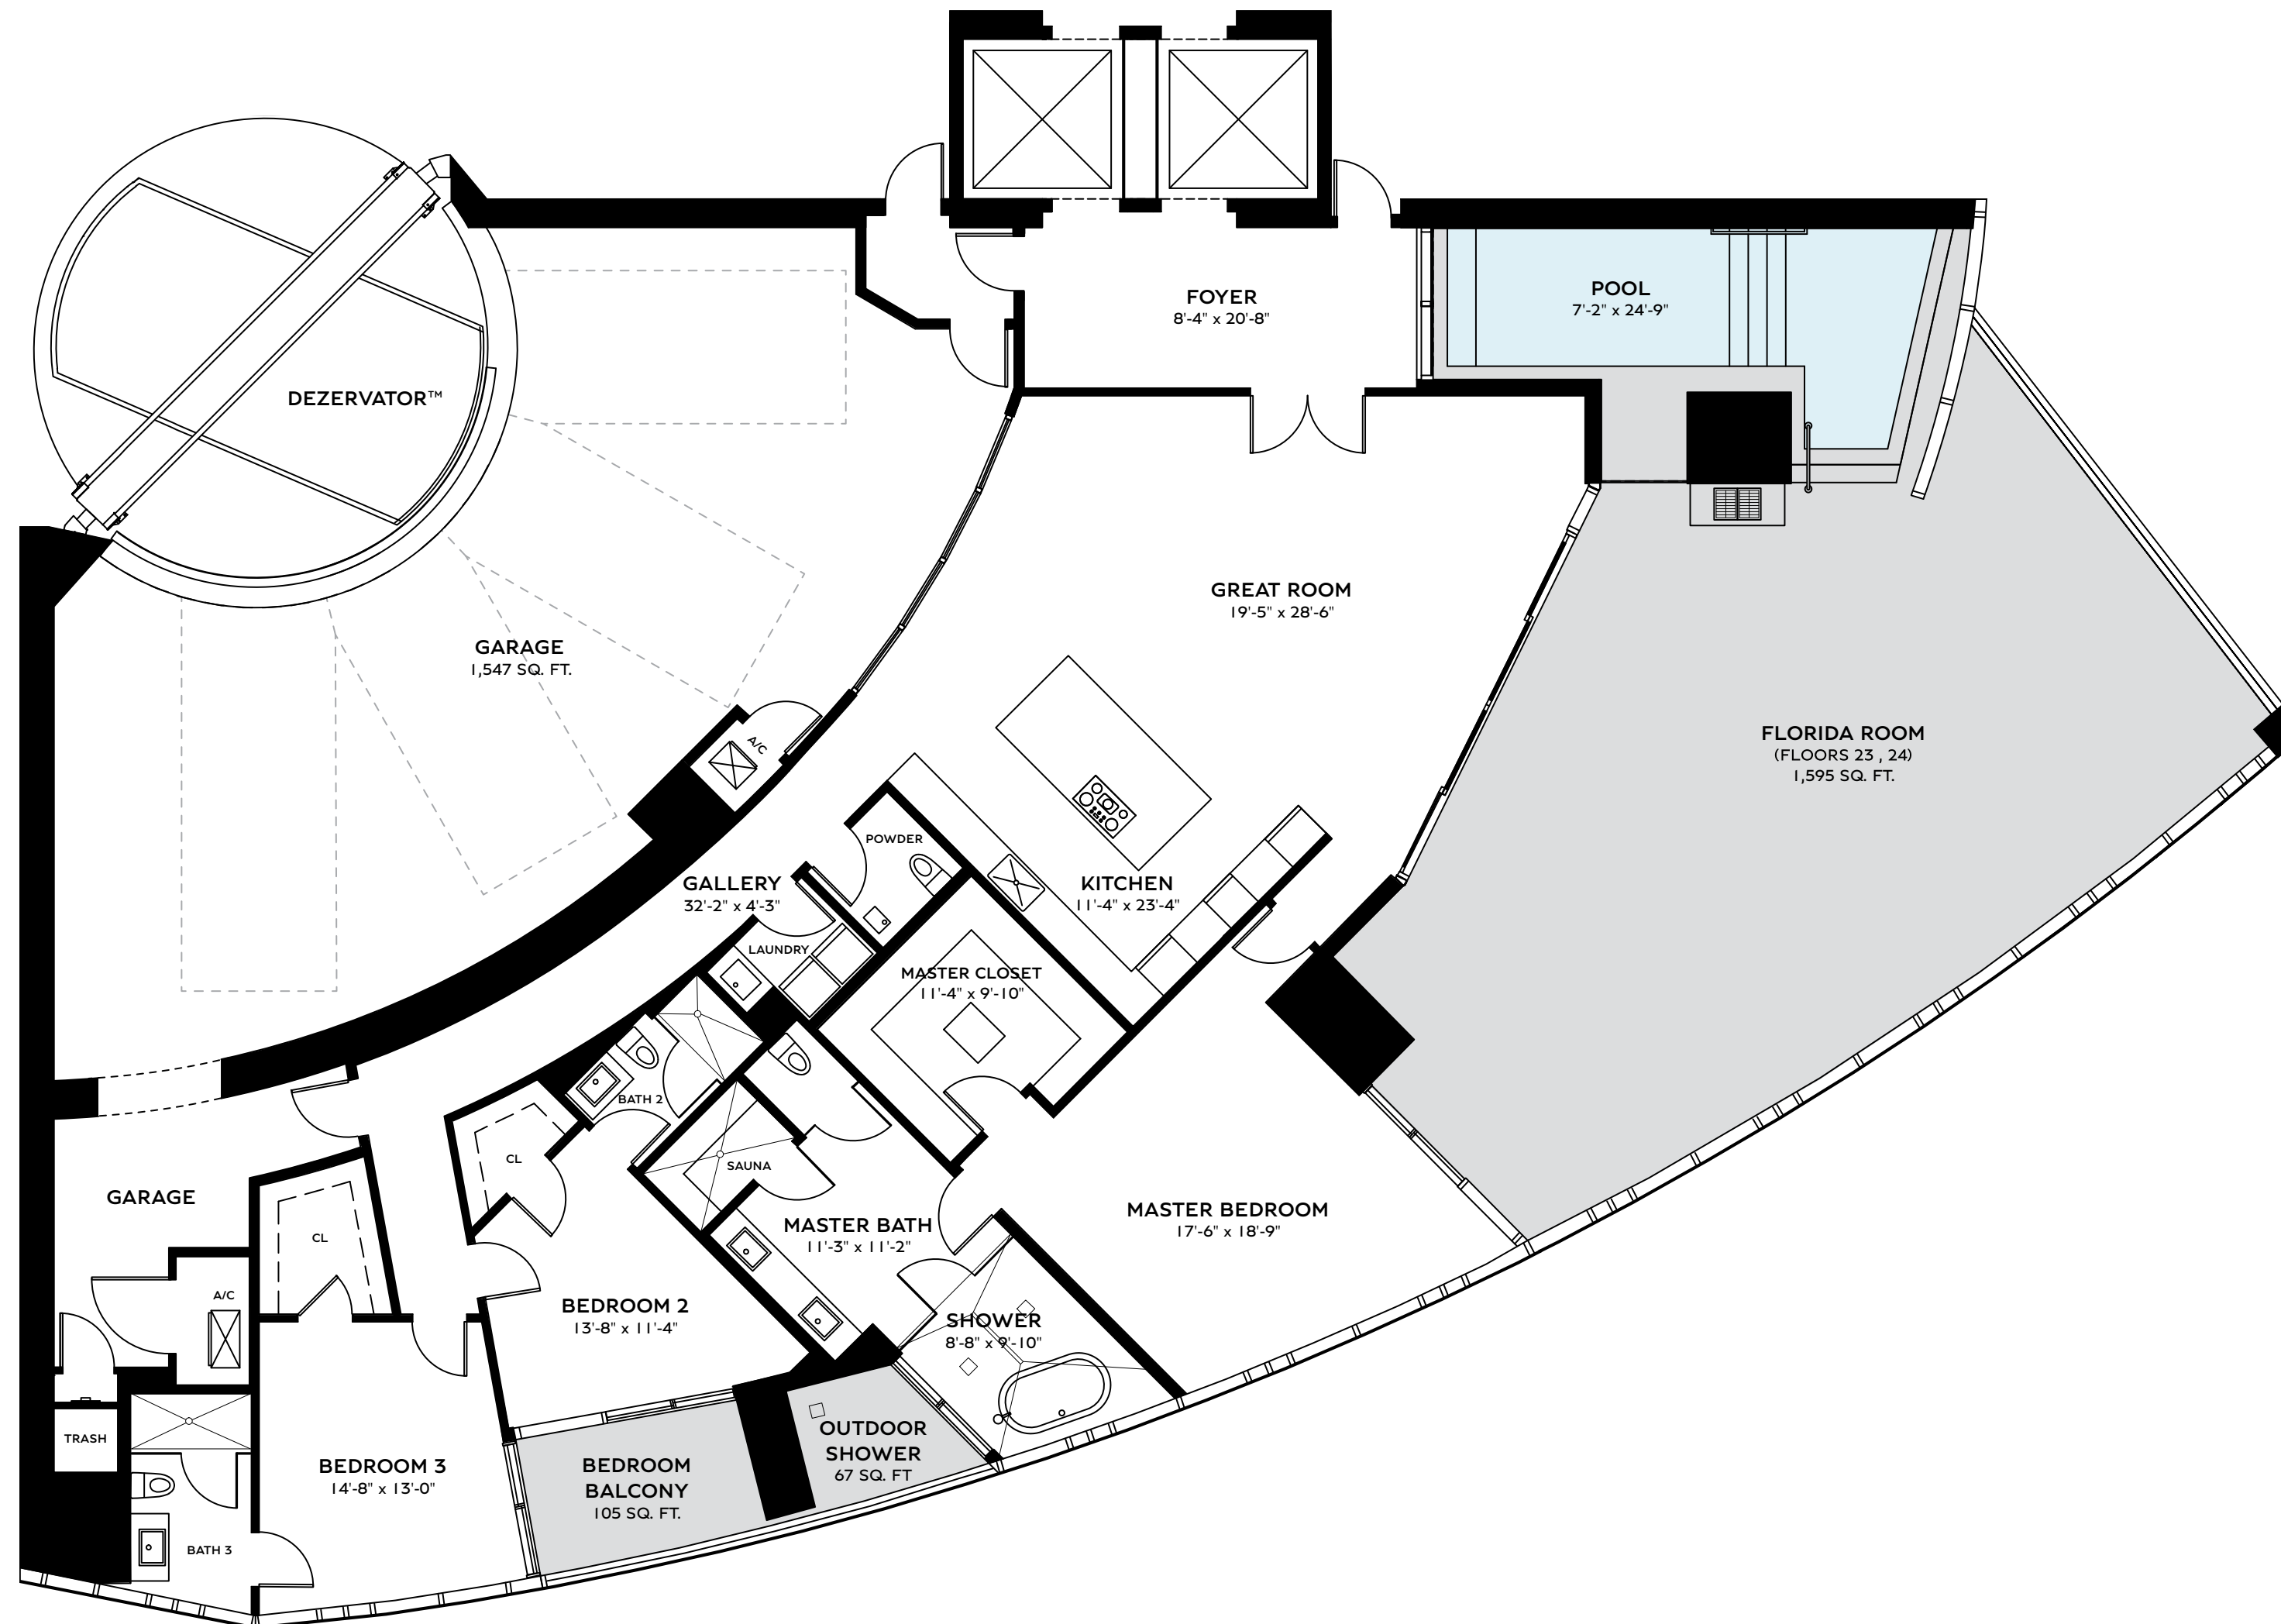 FOYER
8'-4" x 20'-8"
POOL
7'-2" x 24'-9"
DEZERVATOR™
GREAT ROOM
19'-5" x 28'-6"
GARAGE
1,547 SQ. FT.
FLORIDA ROOM
(FLOORS 23 , 24)
1,595 SQ. FT.
A/C
POWDER
GALLERY
32'-2" x 4'-3"
KITCHEN
11'-4" x 23'-4"
LAUNDRY
MASTER CLOSET
11'-4" x 9'-10"
BATH 2
CL
SAUNA
GARAGE
MASTER BATH
11'-3" x 11'-2"
MASTER BEDROOM
17'-6" x 18'-9"
CL
A/C
BEDROOM 2
13'-8" x 11'-4"
SHOWER
8'-8" x 9'-10"
TRASH
BEDROOM 3
14'-8" x 13'-0"
BEDROOM
BALCONY
105 SQ. FT.
OUTDOOR
SHOWER
67 SQ. FT
BATH 3